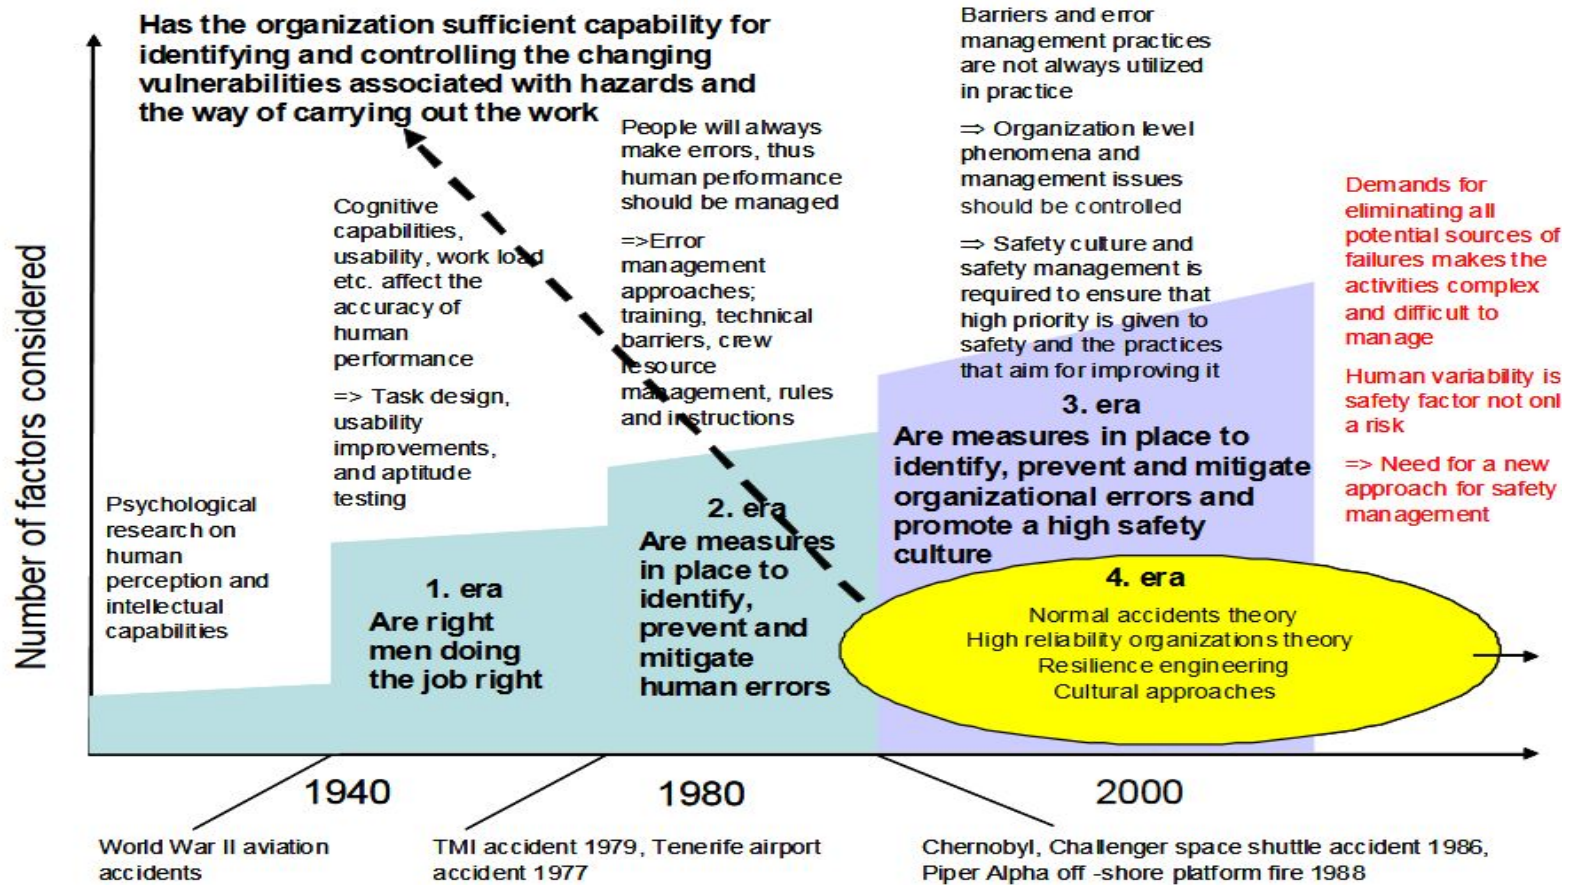 Has the organization sufficient capability for
identifying and controlling the changing
vulnerabilities associated with hazards and
the way of carrying out the work
Number of factors considered
Psychological
research on
human
perception and
intellectual
capabilities
Cognitive
capabilities,
usability, work load
etc. affect the
accuracy of
human
performance
=> Task design,
usability
improvements,
and aptitude
testing
People will always
make errors, thus
human performance
should be managed
=>Error
management
approaches;
training, technical
barriers, crew
resource
management, rules
and instructions
Barriers and error
management practices
are not always utilized
in practice
⇒ Organization level
phenomena and
management issues
should be controlled
⇒ Safety culture and
safety management is
required to ensure that
high priority is given to
safety and the practices
that aim for improving it
Demands for
eliminating all
potential sources of
failures makes the
activities complex
and difficult to
manage
Human variability is
safety factor not onl
a risk
=> Need for a new
approach for safety
management
1. era
Are right
men doing
the job right
2. era
Are measures
in place to
identify,
prevent and
mitigate
human errors
3. era
Are measures in place to
identify, prevent and mitigate
organizational errors and
promote a high safety
culture
4. era
Normal accidents theory
High reliability organizations theory
Resilience engineering
Cultural approaches
1940
1980
2000
World War II aviation
accidents
TMI accident 1979, Tenerife airport
accident 1977
Chernobyl, Challenger space shuttle accident 1986,
Piper Alpha off -shore platform fire 1988